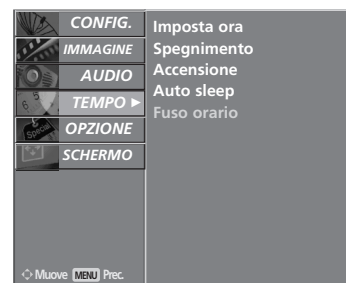 CONFIG.
IMMAGINE
AUDIO
TEMPO
OPZIONE
SCHERMO
Imposta ora
Spegnimento
Accensione
Auto sleep
Fuso orario
Muove MENU Prec.